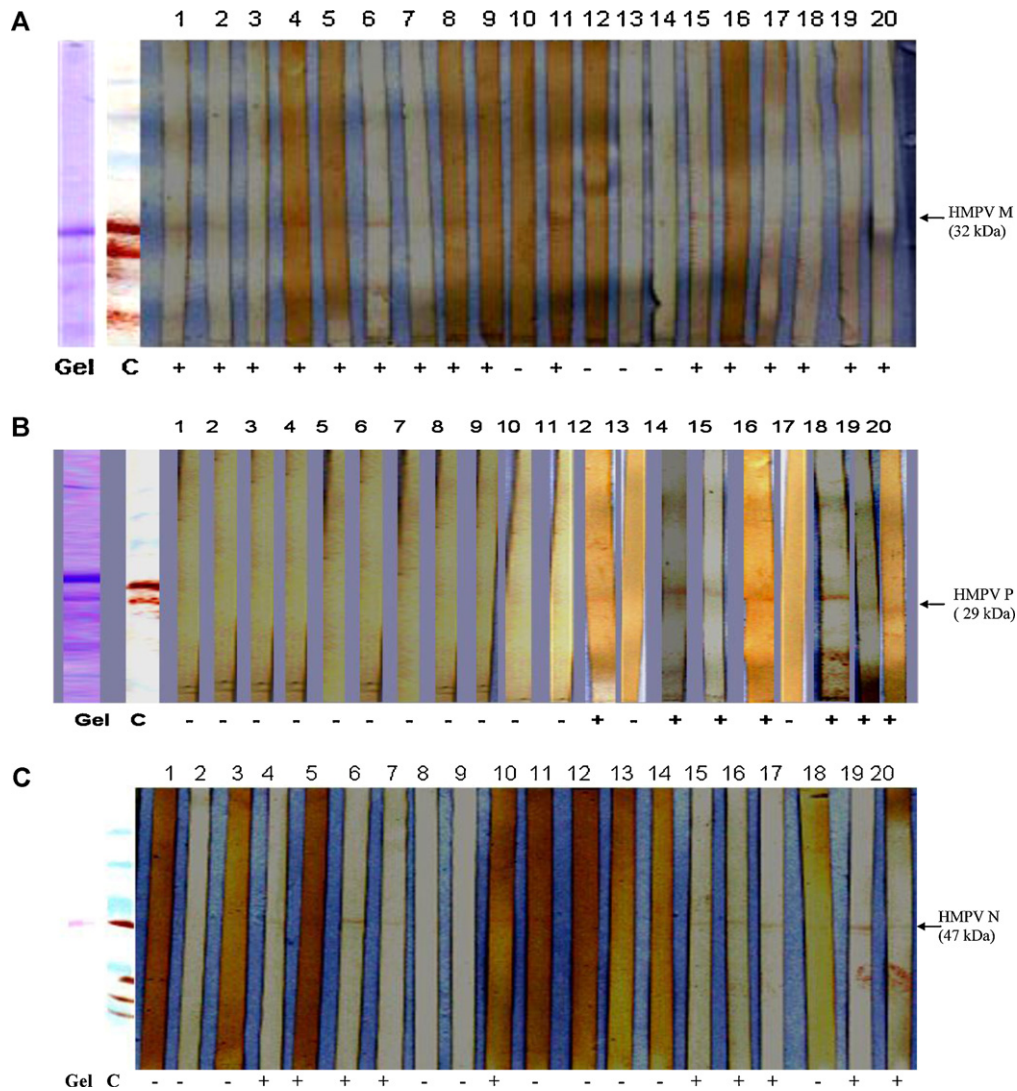 A
1 2 3 4 5 6 7 8 9 10 11 12 13 14 15 16 17 18 19 20
HMPV M
(32 kDa)
Gel C + + + + + + + + + - + - - - + + + + + +
B
1 2 3 4 5 6 7 8 9 10 11 12 13 14 15 16 17 18 19 20
HMPV P
( 29 kDa)
Gel C - - - - - - - - - - - + - + + + - + + +
C
1 2 3 4 5 6 7 8 9 10 11 12 13 14 15 16 17 18 19 20
HMPV N
(47 kDa)
Gel C - - - + + + + - - + - - - - + + + - + +